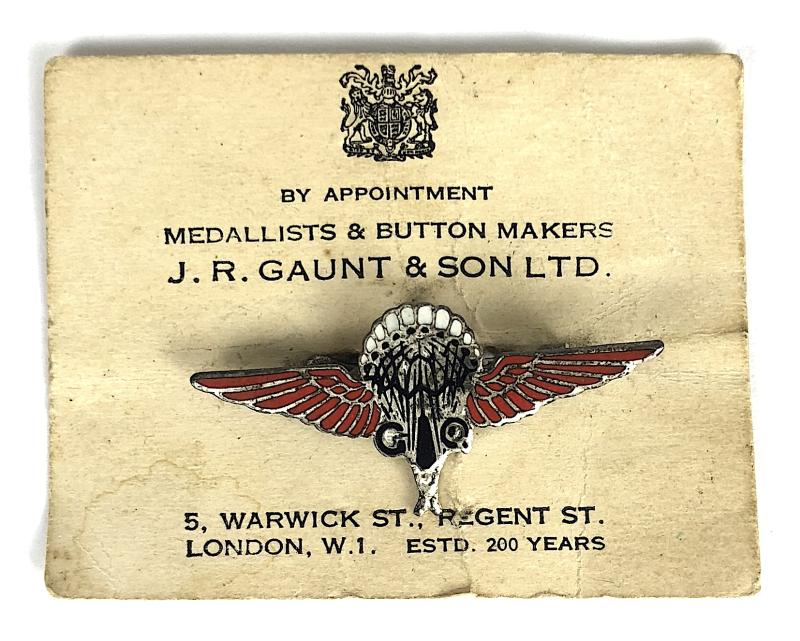 BY APPOINTMENT
MEDALLISTS & BUTTON MAKERS
J. R. GAUNT & SON LTD.
G Q
5, WARWICK ST., REGENT ST.
LONDON, W.1. ESTD. 200 YEARS